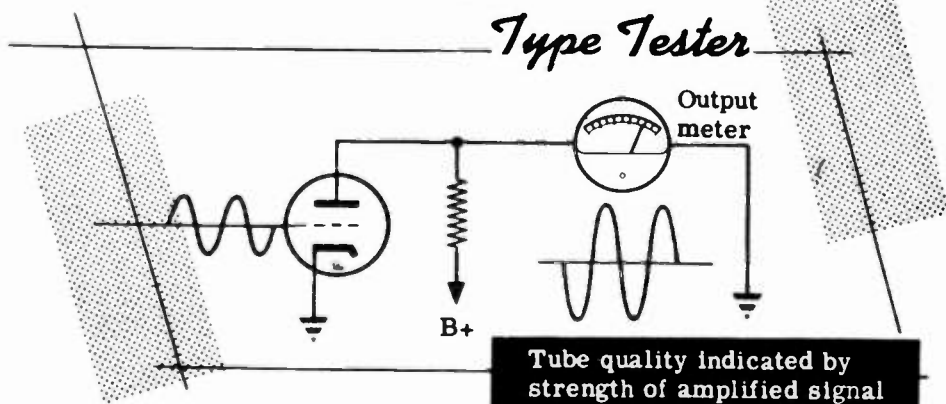 Type Tester
Output
meter
B+
Tube quality indicated by
strength of amplified signal